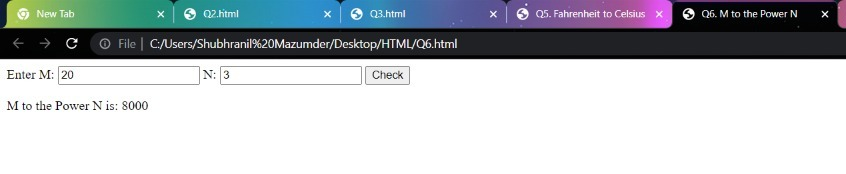 New Tab
Q2.html
Q3.html
Q5. Fahrenheit to Celsius
Q6. M to the Power N
File | C:/Users/Shubhranil%20Mazumder/Desktop/HTML/Q6.html
Enter M: 20 N: 3 Check
M to the Power N is: 8000